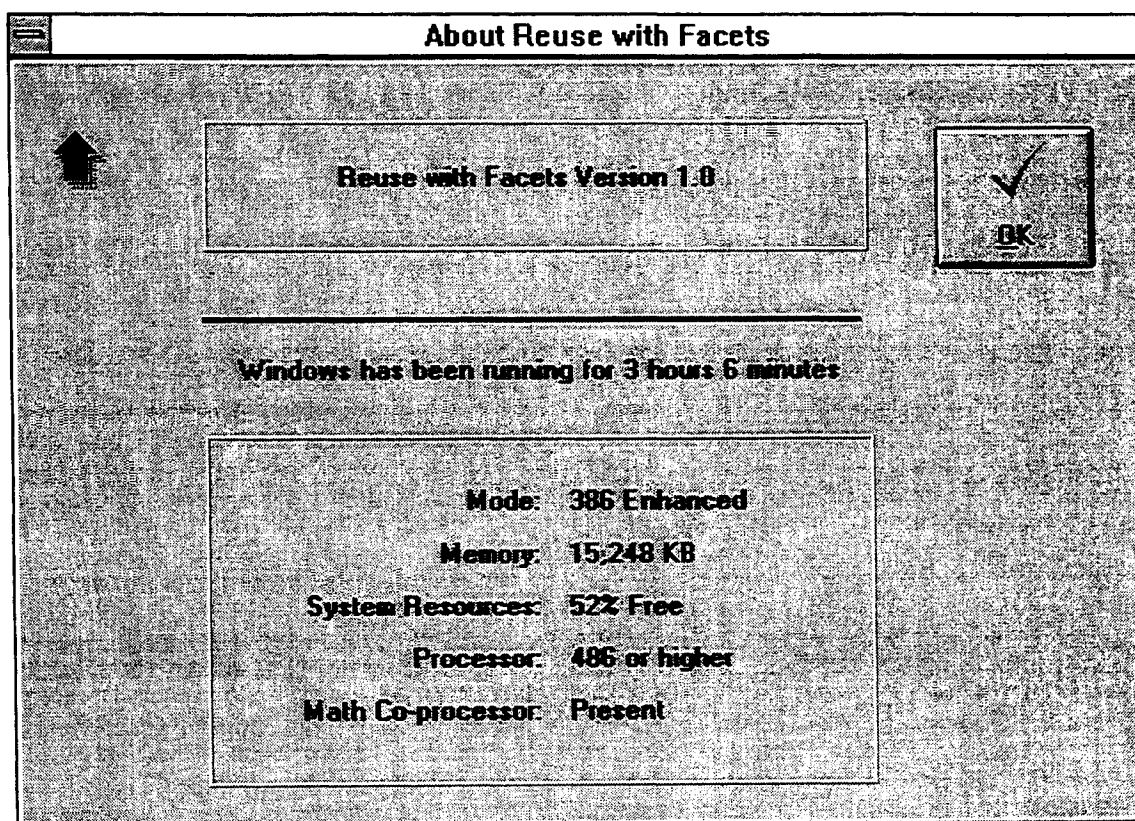 About Reuse with Facets
Reuse with Facets Version 1.0
OK
Windows has been running for 3 hours 6 minutes
Mode: 386 Enhanced
Memory: 15,248 KB
System Resources: 52% Free
Processor: 486 or higher
Math Co-processor: Present